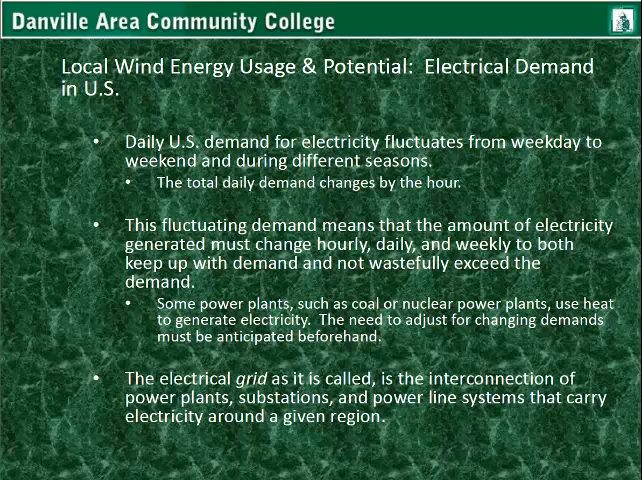 Danville Area Community College
Local Wind Energy Usage & Potential:  Electrical Demand
in U.S.
• Daily U.S. demand for electricity fluctuates from weekday to
weekend and during different seasons.
• The total daily demand changes by the hour.
• This fluctuating demand means that the amount of electricity
generated must change hourly, daily, and weekly to both
keep up with demand and not wastefully exceed the
demand.
• Some power plants, such as coal or nuclear power plants, use heat
to generate electricity.  The need to adjust for changing demands
must be anticipated beforehand.
• The electrical grid as it is called, is the interconnection of
power plants, substations, and power line systems that carry
electricity around a given region.